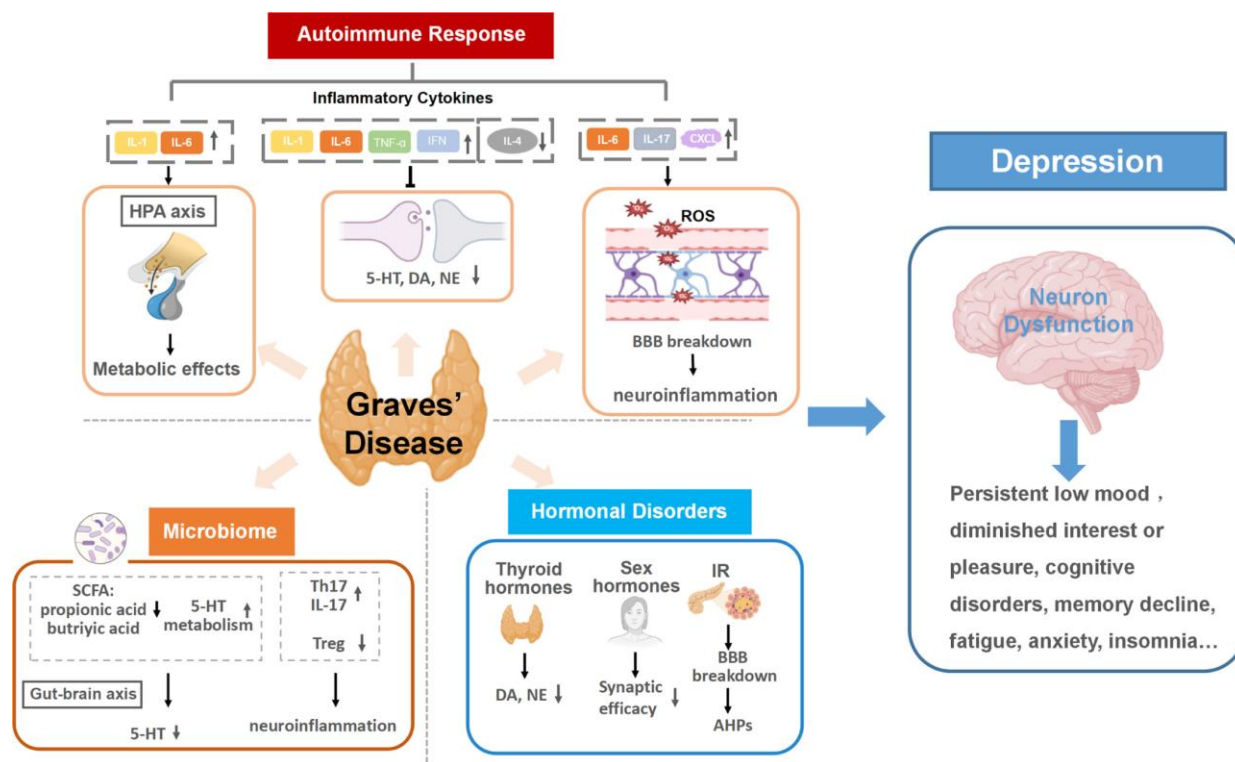 Autoimmune Response
Inflammatory Cytokines
IL-1 IL-6
IL-1 IL-6 TNF-α IFN
IL-4
IL-6 IL-17 CXCL
HPA axis
Metabolic effects
5-HT, DA, NE
ROS
BBB breakdown
neuroinflammation
Graves'
Disease
Microbiome
SCFA:
propionic acid
butriyic acid
5-HT
metabolism
Th17
IL-17
Treg
Gut-brain axis
5-HT
neuroinflammation
Hormonal Disorders
Thyroid
hormones
DA, NE
Sex
hormones
Synaptic
efficacy
IR
BBB
breakdown
AHPs
Depression
Neuron
Dysfunction
Persistent low mood ,
diminished interest or
pleasure, cognitive
disorders, memory decline,
fatigue, anxiety, insomnia…